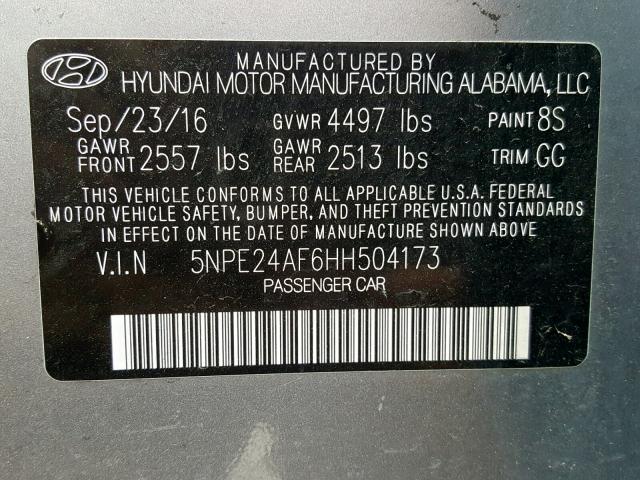 MANUFACTURED BY
HYUNDAI MOTOR MANUFACTURING ALABAMA, LLC
Sep/23/16 GVWR 4497 lbs PAINT 8S
GAWR FRONT 2557 lbs GAWR REAR 2513 lbs TRIM GG
THIS VEHICLE CONFORMS TO ALL APPLICABLE U.S.A. FEDERAL
MOTOR VEHICLE SAFETY, BUMPER, AND THEFT PREVENTION STANDARDS
IN EFFECT ON THE DATE OF MANUFACTURE SHOWN ABOVE
V.I.N 5NPE24AF6HH504173
PASSENGER CAR